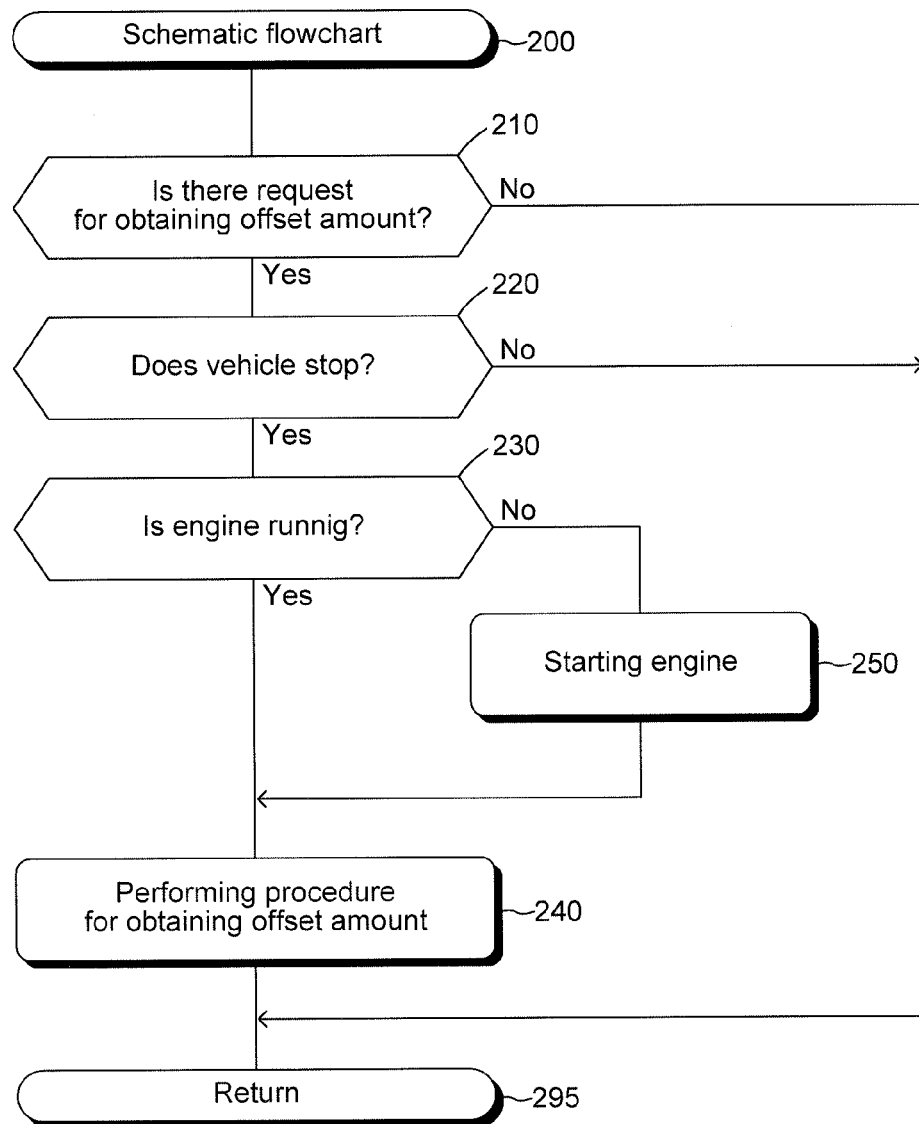 Schematic flowchart
200
210
Is there request
for obtaining offset amount?
No
Yes
220
Does vehicle stop?
No
Yes
230
Is engine runnig?
No
Yes
Starting engine
250
Performing procedure
for obtaining offset amount
240
Return
295